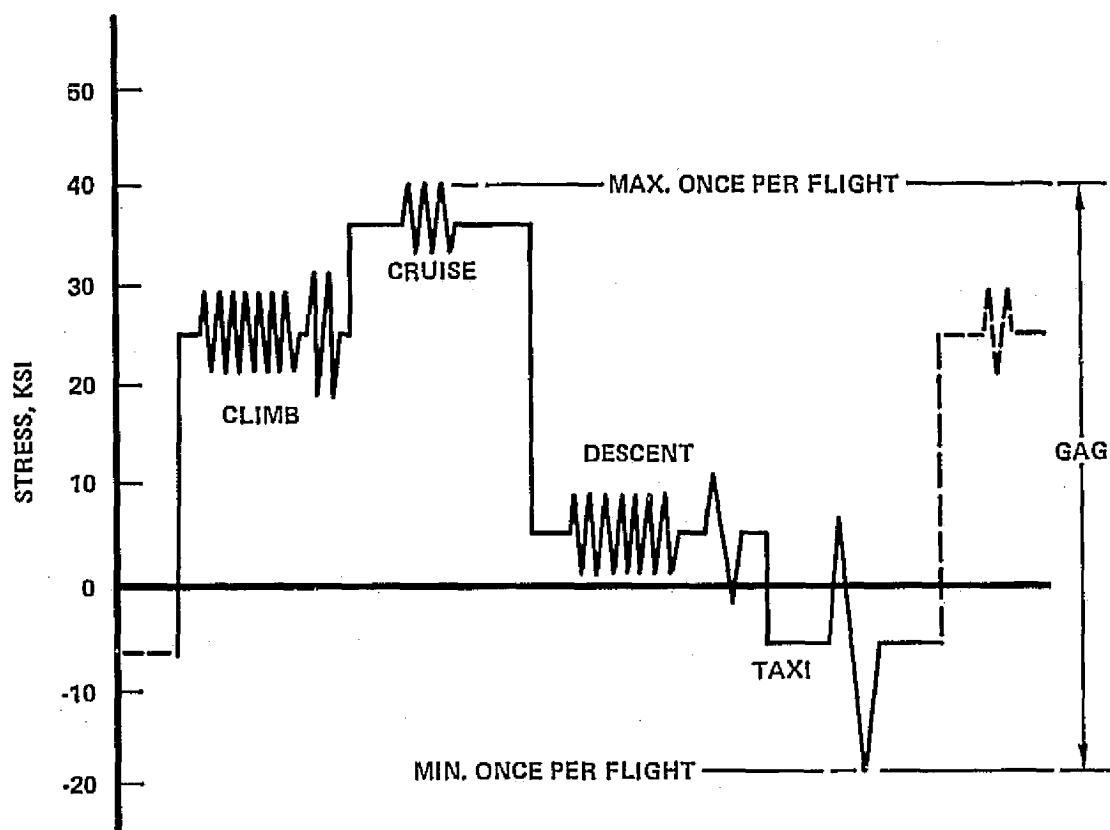 50
40
MAX. ONCE PER FLIGHT
CRUISE
30
STRESS, KSI
20
CLIMB
DESCENT
GAG
10
0
TAXI
-10
MIN. ONCE PER FLIGHT
-20